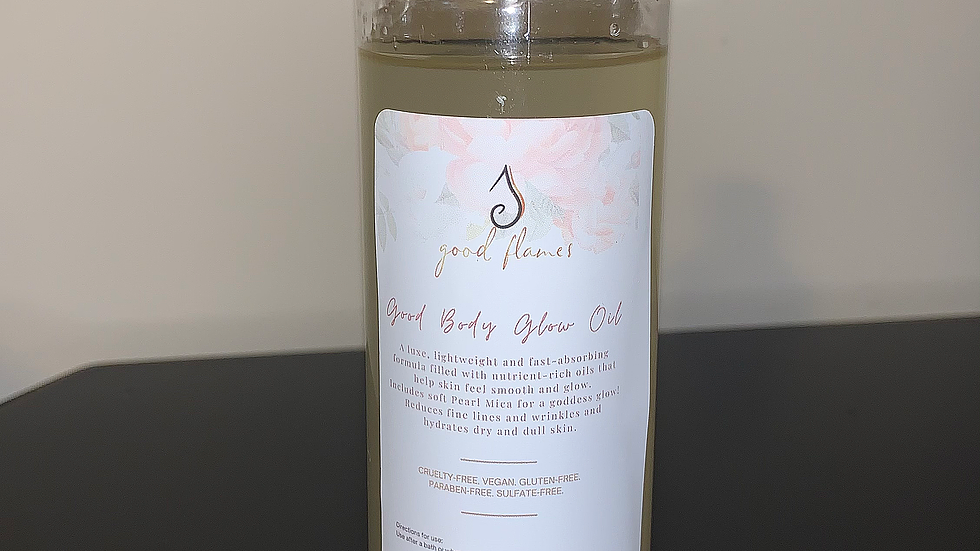 good flames
Good Body Glow Oil
A luxe, lightweight and fast-absorbing
formula filled with nutrient-rich oils that
help skin feel smooth and glow.
Includes soft Pearl Mica for a goddess glow!
Reduces fine lines and wrinkles and
hydrates dry and dull skin.
CRUELTY-FREE, VEGAN. GLUTEN-FREE.
PARABEN-FREE, SULFATE-FREE.
Directions for use:
Use after a bath or